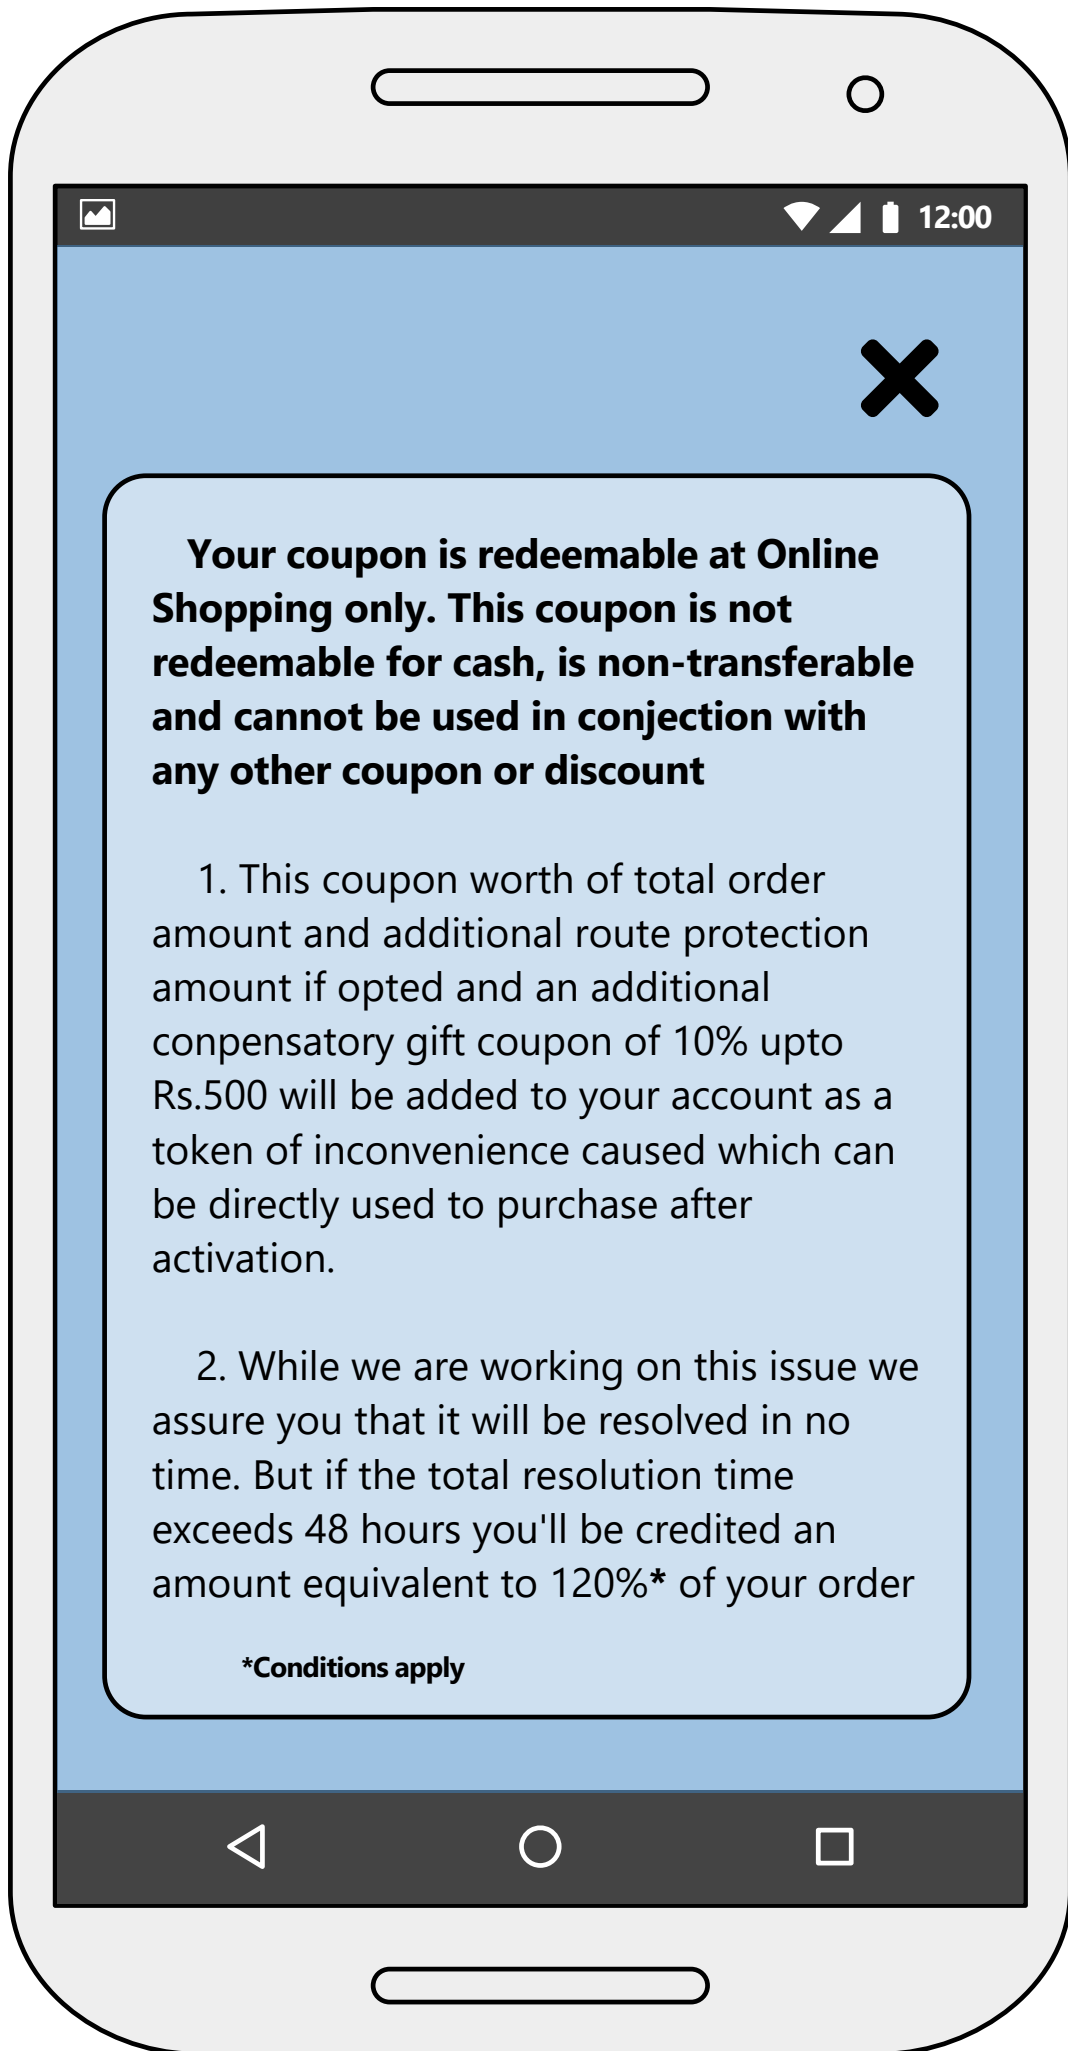 12:00
Your coupon is redeemable at Online
Shopping only. This coupon is not
redeemable for cash, is non-transferable
and cannot be used in conjection with
any other coupon or discount
1. This coupon worth of total order
amount and additional route protection
amount if opted and an additional
conpensatory gift coupon of 10% upto
Rs.500 will be added to your account as a
token of inconvenience caused which can
be directly used to purchase after
activation.
2. While we are working on this issue we
assure you that it will be resolved in no
time. But if the total resolution time
exceeds 48 hours you'll be credited an
amount equivalent to 120%* of your order
*Conditions apply